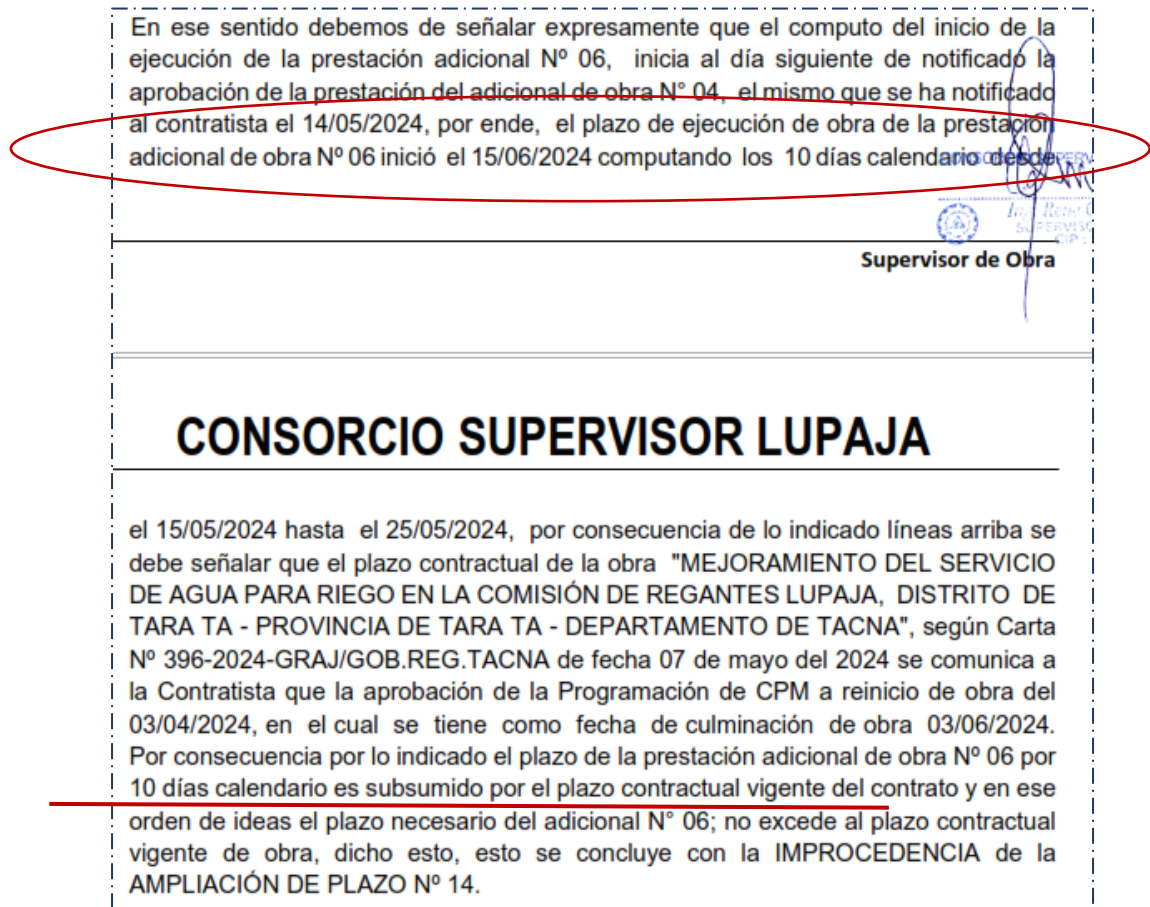 En ese sentido debemos de señalar expresamente que el computo del inicio de la
ejecución de la prestación adicional Nº 06, inicia al día siguiente de notificado la
aprobación de la prestación del adicional de obra N° 04, el mismo que se ha notificado
al contratista el 14/05/2024, por ende, el plazo de ejecución de obra de la prestación
adicional de obra Nº 06 inició el 15/06/2024 computando los 10 días calendario desde
Supervisor de Obra
CONSORCIO SUPERVISOR LUPAJA
el 15/05/2024 hasta el 25/05/2024, por consecuencia de lo indicado líneas arriba se
debe señalar que el plazo contractual de la obra "MEJORAMIENTO DEL SERVICIO
DE AGUA PARA RIEGO EN LA COMISIÓN DE REGANTES LUPAJA, DISTRITO DE
TARA TA - PROVINCIA DE TARA TA - DEPARTAMENTO DE TACNA", según Carta
Nº 396-2024-GRAJ/GOB.REG.TACNA de fecha 07 de mayo del 2024 se comunica a
la Contratista que la aprobación de la Programación de CPM a reinicio de obra del
03/04/2024, en el cual se tiene como fecha de culminación de obra 03/06/2024.
Por consecuencia por lo indicado el plazo de la prestación adicional de obra Nº 06 por
10 días calendario es subsumido por el plazo contractual vigente del contrato y en ese
orden de ideas el plazo necesario del adicional N° 06; no excede al plazo contractual
vigente de obra, dicho esto, esto se concluye con la IMPROCEDENCIA de la
AMPLIACIÓN DE PLAZO Nº 14.